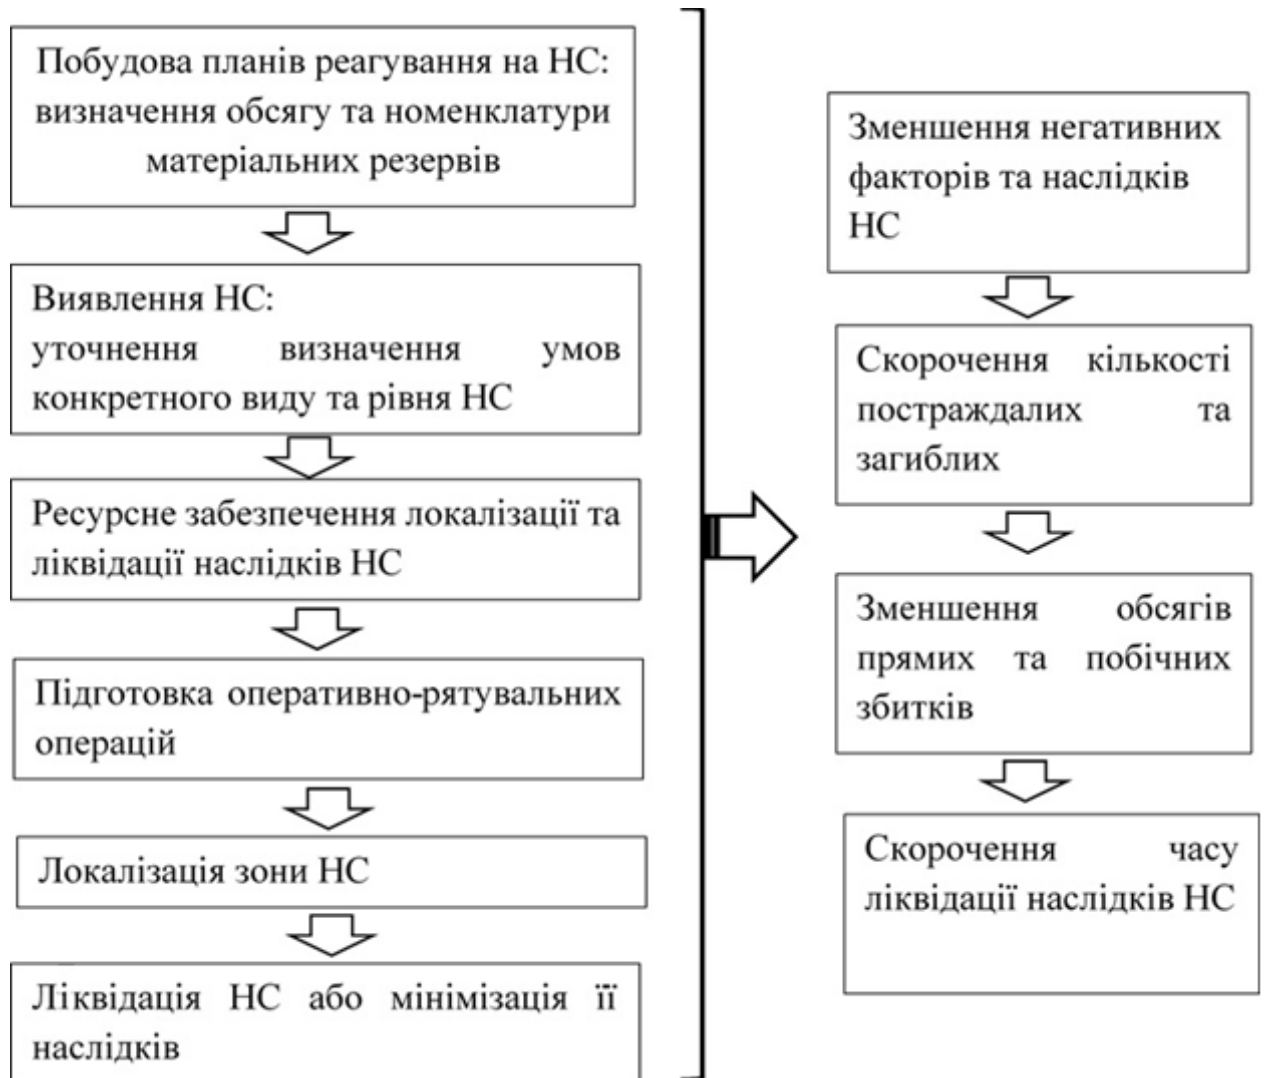 Побудова планів реагування на НС:
визначення обсягу та номенклатури
матеріальних резервів
Виявлення НС:
уточнення визначення умов
конкретного виду та рівня НС
Ресурсне забезпечення локалізації та
ліквідації наслідків НС
Підготовка оперативно-рятувальних
операцій
Локалізація зони НС
Ліквідація НС або мінімізація її
наслідків
Зменшення негативних
факторів та наслідків
НС
Скорочення кількості
постраждалих та
загиблих
Зменшення обсягів
прямих та побічних
збитків
Скорочення часу
ліквідації наслідків НС